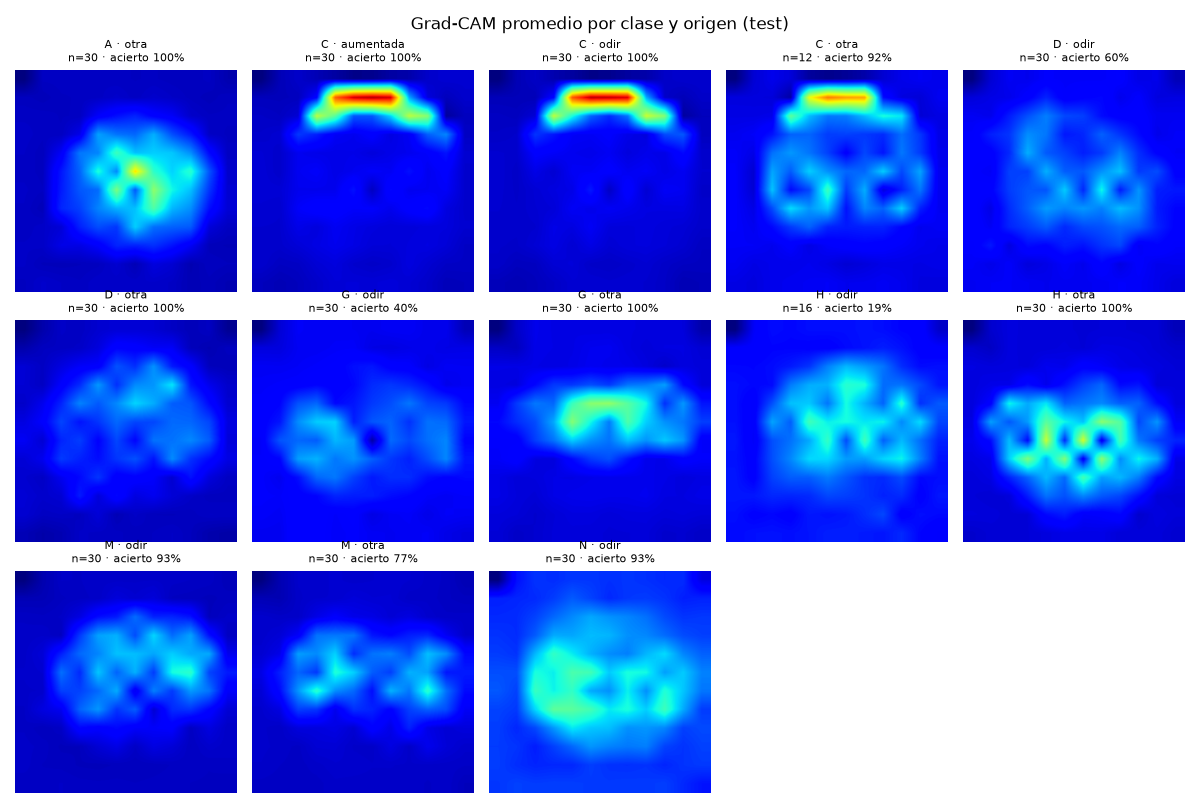 Grad-CAM promedio por clase y origen (test)
A · otra
n=30 · acierto 100%
C · aumentada
n=30 · acierto 100%
C · odir
n=30 · acierto 100%
C · otra
n=12 · acierto 92%
D · odir
n=30 · acierto 60%
D · otra
n=30 · acierto 100%
G · odir
n=30 · acierto 40%
G · otra
n=30 · acierto 100%
H · odir
n=16 · acierto 19%
H · otra
n=30 · acierto 100%
M · odir
n=30 · acierto 93%
M · otra
n=30 · acierto 77%
N · odir
n=30 · acierto 93%